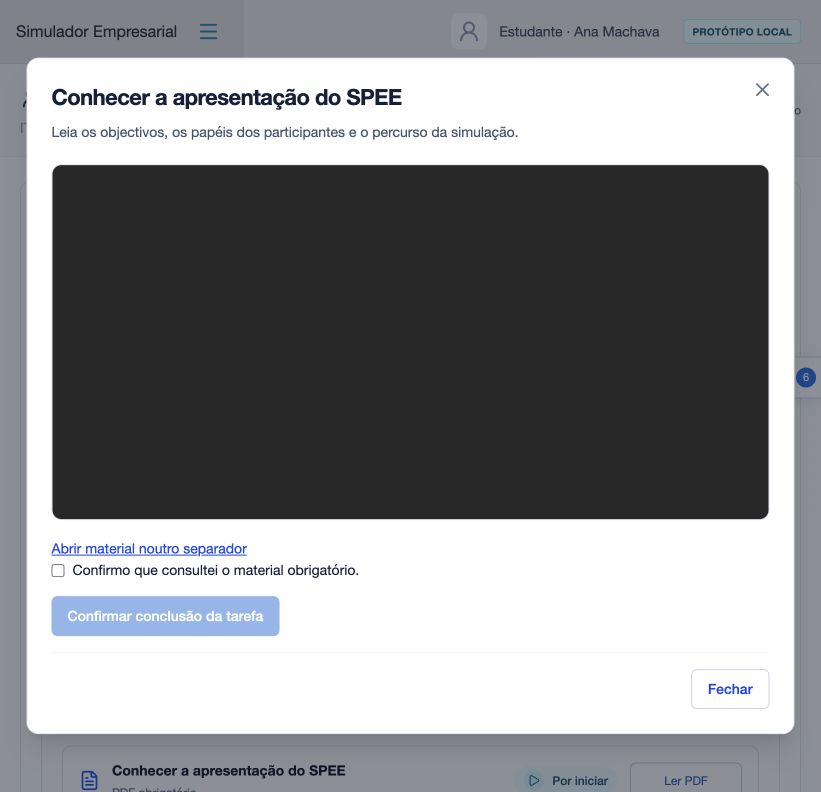 Simulador Empresarial
Estudante · Ana Machava
PROTÓTIPO LOCAL
Conhecer a apresentação do SPEE
Leia os objectivos, os papéis dos participantes e o percurso da simulação.
6
Abrir material noutro separador
Confirmo que consultei o material obrigatório.
Confirmar conclusão da tarefa
Fechar
Conhecer a apresentação do SPEE
PDF obrigatório
Por iniciar
Ler PDF